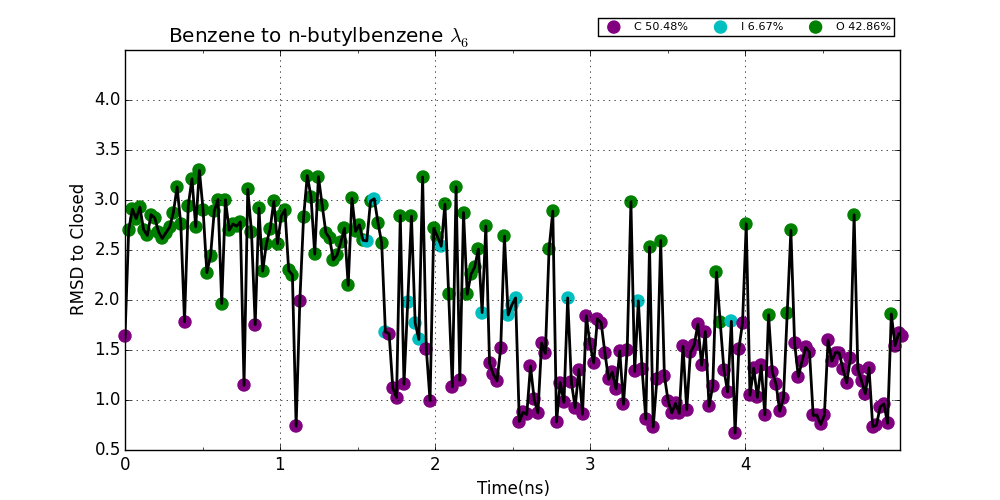 Benzene to n-butylbenzene λ6
C 50.48% I 6.67% O 42.86%
4.0
3.5
3.0
2.5
2.0
1.5
1.0
0.5
RMSD to Closed
0 1 2 3 4
Time(ns)